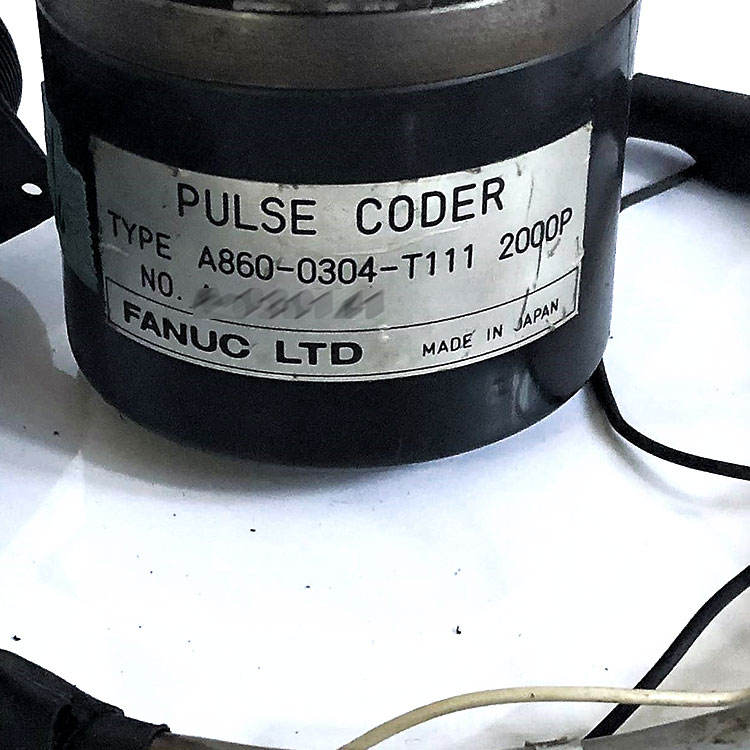 PULSE CODER
TYPE A860-0304-T111 2000P
NO.
FANUC LTD MADE IN JAPAN